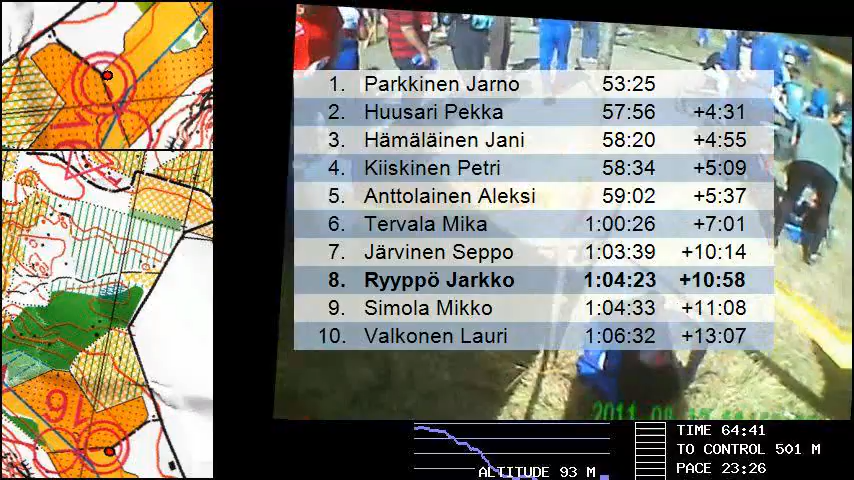 1. Parkkinen Jarno 53:25
2. Huusari Pekka 57:56 +4:31
3. Hämäläinen Jani 58:20 +4:55
4. Kiiskinen Petri 58:34 +5:09
5. Anttolainen Aleksi 59:02 +5:37
6. Tervala Mika 1:00:26 +7:01
7. Järvinen Seppo 1:03:39 +10:14
8. Ryyppö Jarkko 1:04:23 +10:58
9. Simola Mikko 1:04:33 +11:08
10. Valkonen Lauri 1:06:32 +13:07
16
2011
ALTITUDE 93 M
TIME 64:41
TO CONTROL 501 M
PACE 23:26